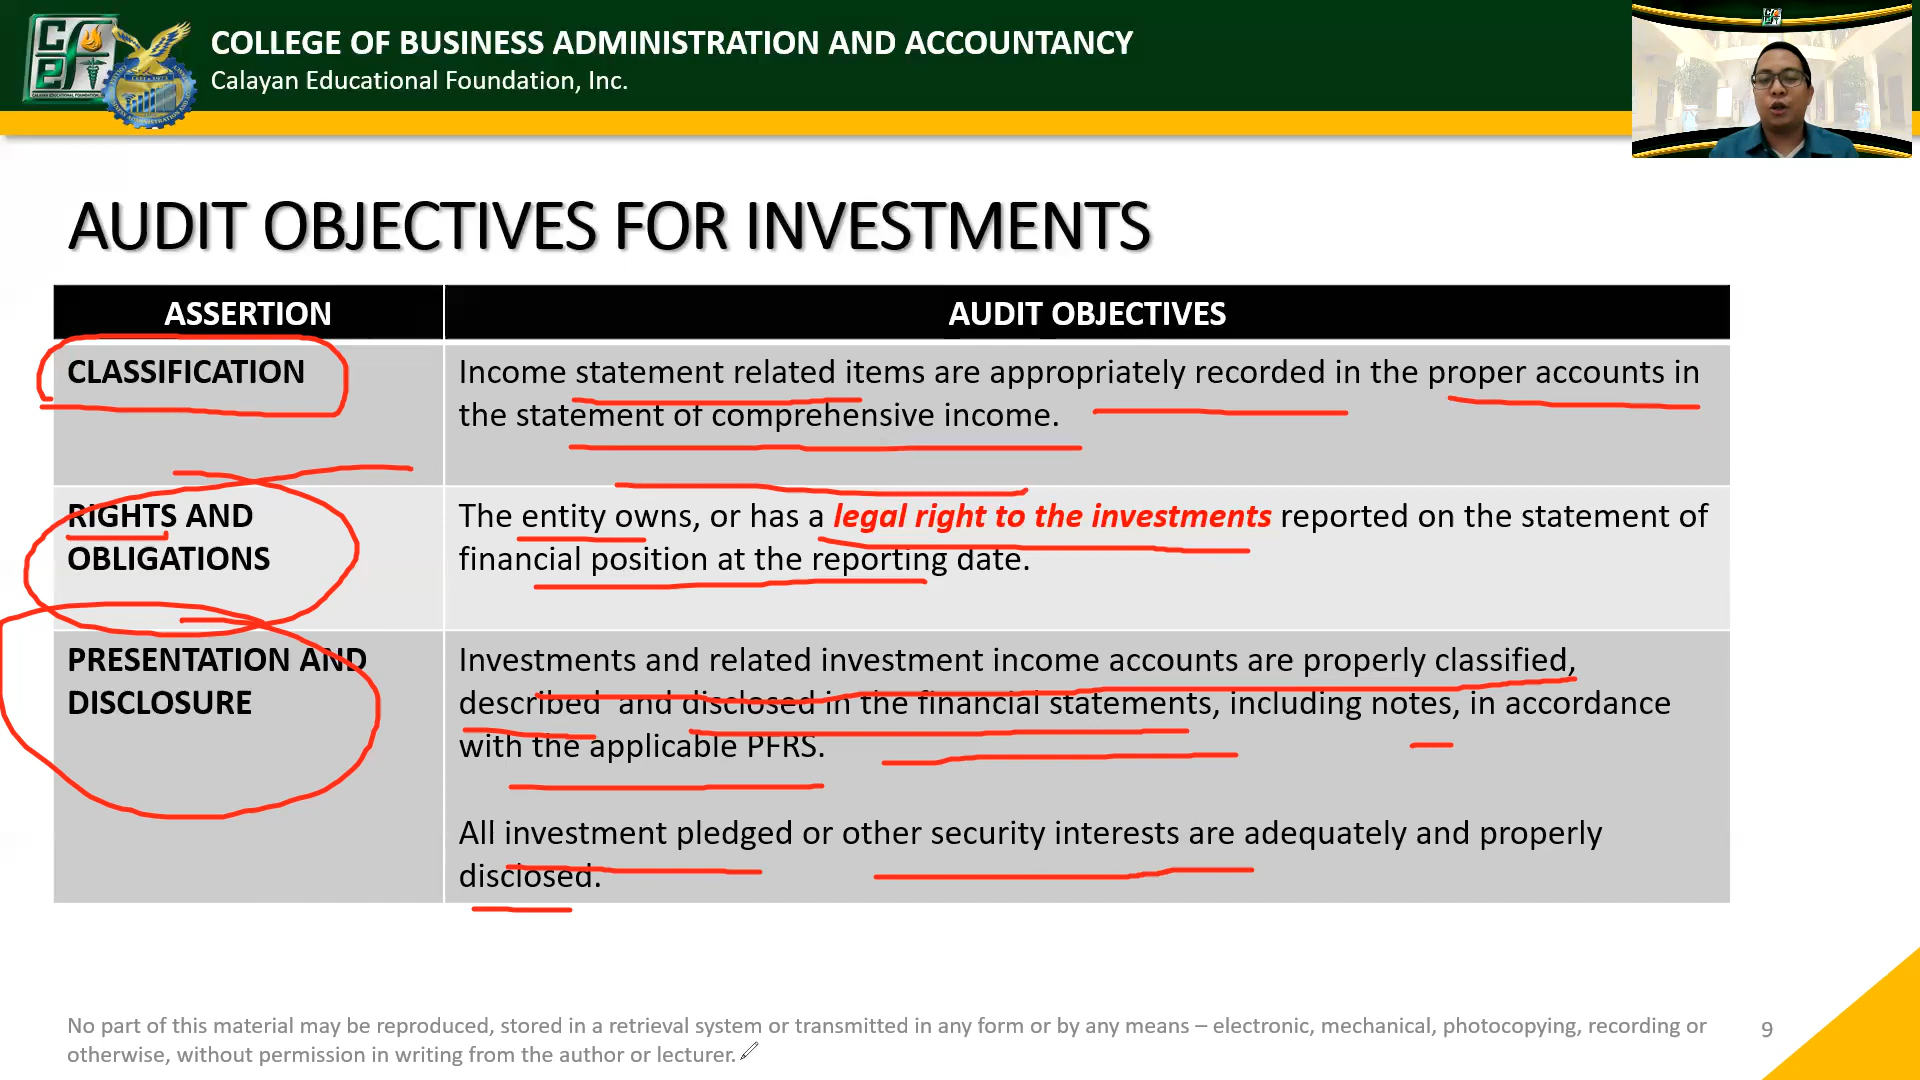 COLLEGE OF BUSINESS ADMINISTRATION AND ACCOUNTANCY
Calayan Educational Foundation, Inc.
AUDIT OBJECTIVES FOR INVESTMENTS
ASSERTION
AUDIT OBJECTIVES
CLASSIFICATION
Income statement related items are appropriately recorded in the proper accounts in
the statement of comprehensive income.
RIGHTS AND
OBLIGATIONS
The entity owns, or has a legal right to the investments reported on the statement of
financial position at the reporting date.
PRESENTATION AND
DISCLOSURE
Investments and related investment income accounts are properly classified,
described and disclosed in the financial statements, including notes, in accordance
with the applicable PFRS.
All investment pledged or other security interests are adequately and properly
disclosed.
No part of this material may be reproduced, stored in a retrieval system or transmitted in any form or by any means – electronic, mechanical, photocopying, recording or
otherwise, without permission in writing from the author or lecturer.
9